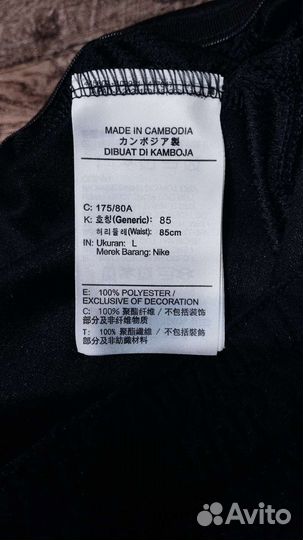 MADE IN CAMBODIA
カンボジア製
DIBUAT DI KAMBOJA
C: 175/80A
K: 호칭(Generic): 85
허리둘레(Waist): 85cm
IN: Ukuran: L
Merek Barang: Nike
E: 100% POLYESTER /
EXCLUSIVE OF DECORATION
C: 100% 聚酯纤维 / 不包括装饰
部分及非纤维物质
T: 100% 聚酯纖維 / 不包括裝飾
部分及非紡織材料
Avito